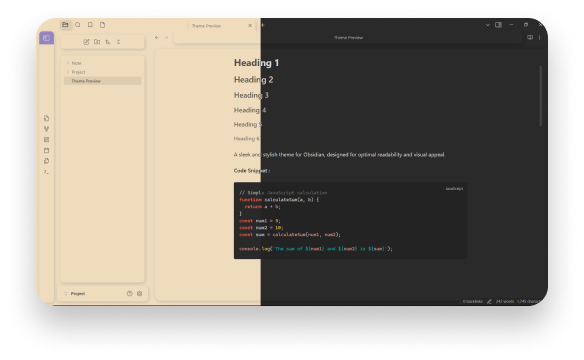 Theme Preview
Theme Preview
Note
Project
Theme Preview
Heading 1
Heading 2
Heading 3
Heading 4
Heading 5
Heading 6
A sleek and stylish theme for Obsidian, designed for optimal readability and visual appeal.
Code Snippet :
JavaScript
// Simple JavaScript calculation
function calculateSum(a, b) {
return a + b;
}
const num1 = 5;
const num2 = 10;
const sum = calculateSum(num1, num2);
console.log(`The sum of ${num1} and ${num2} is ${sum}`);
Project
0 backlinks
242 words
1,745 characters